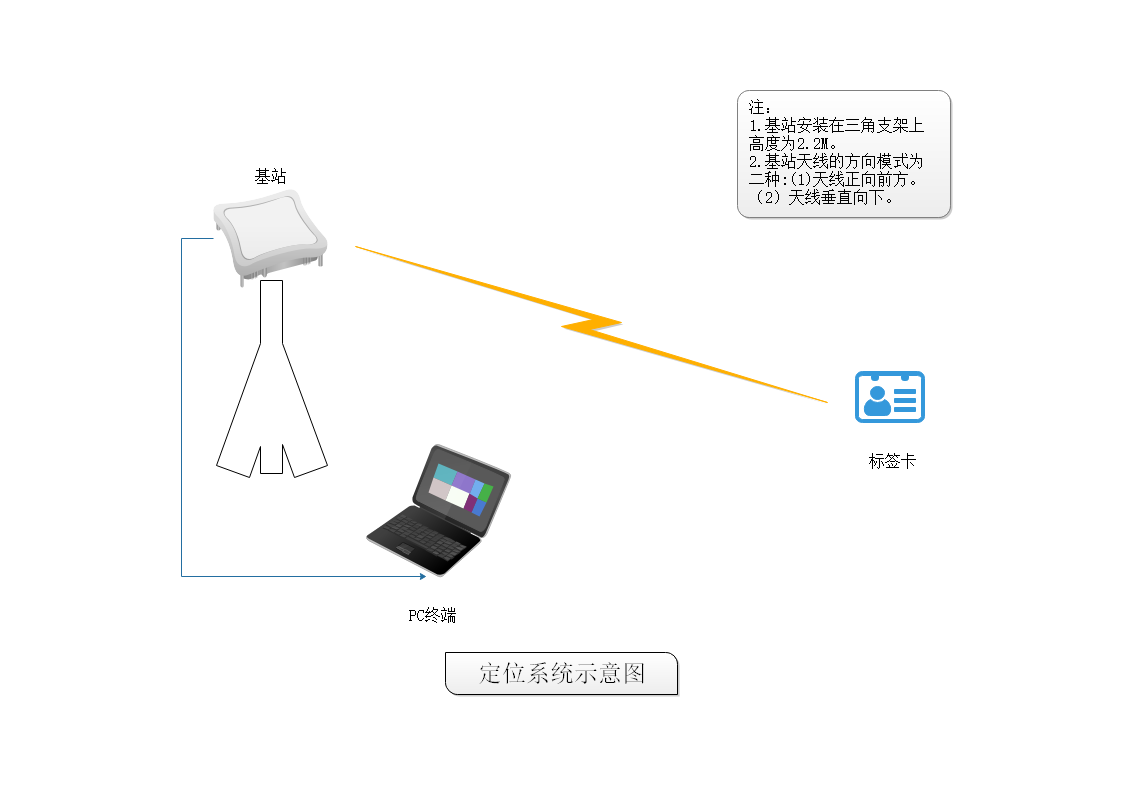 注:
1.基站安装在三角支架上
高度为2.2M。
2.基站天线的方向模式为
二种:(1)天线正向前方。
（2）天线垂直向下。
基站
标签卡
PC终端
定位系统示意图